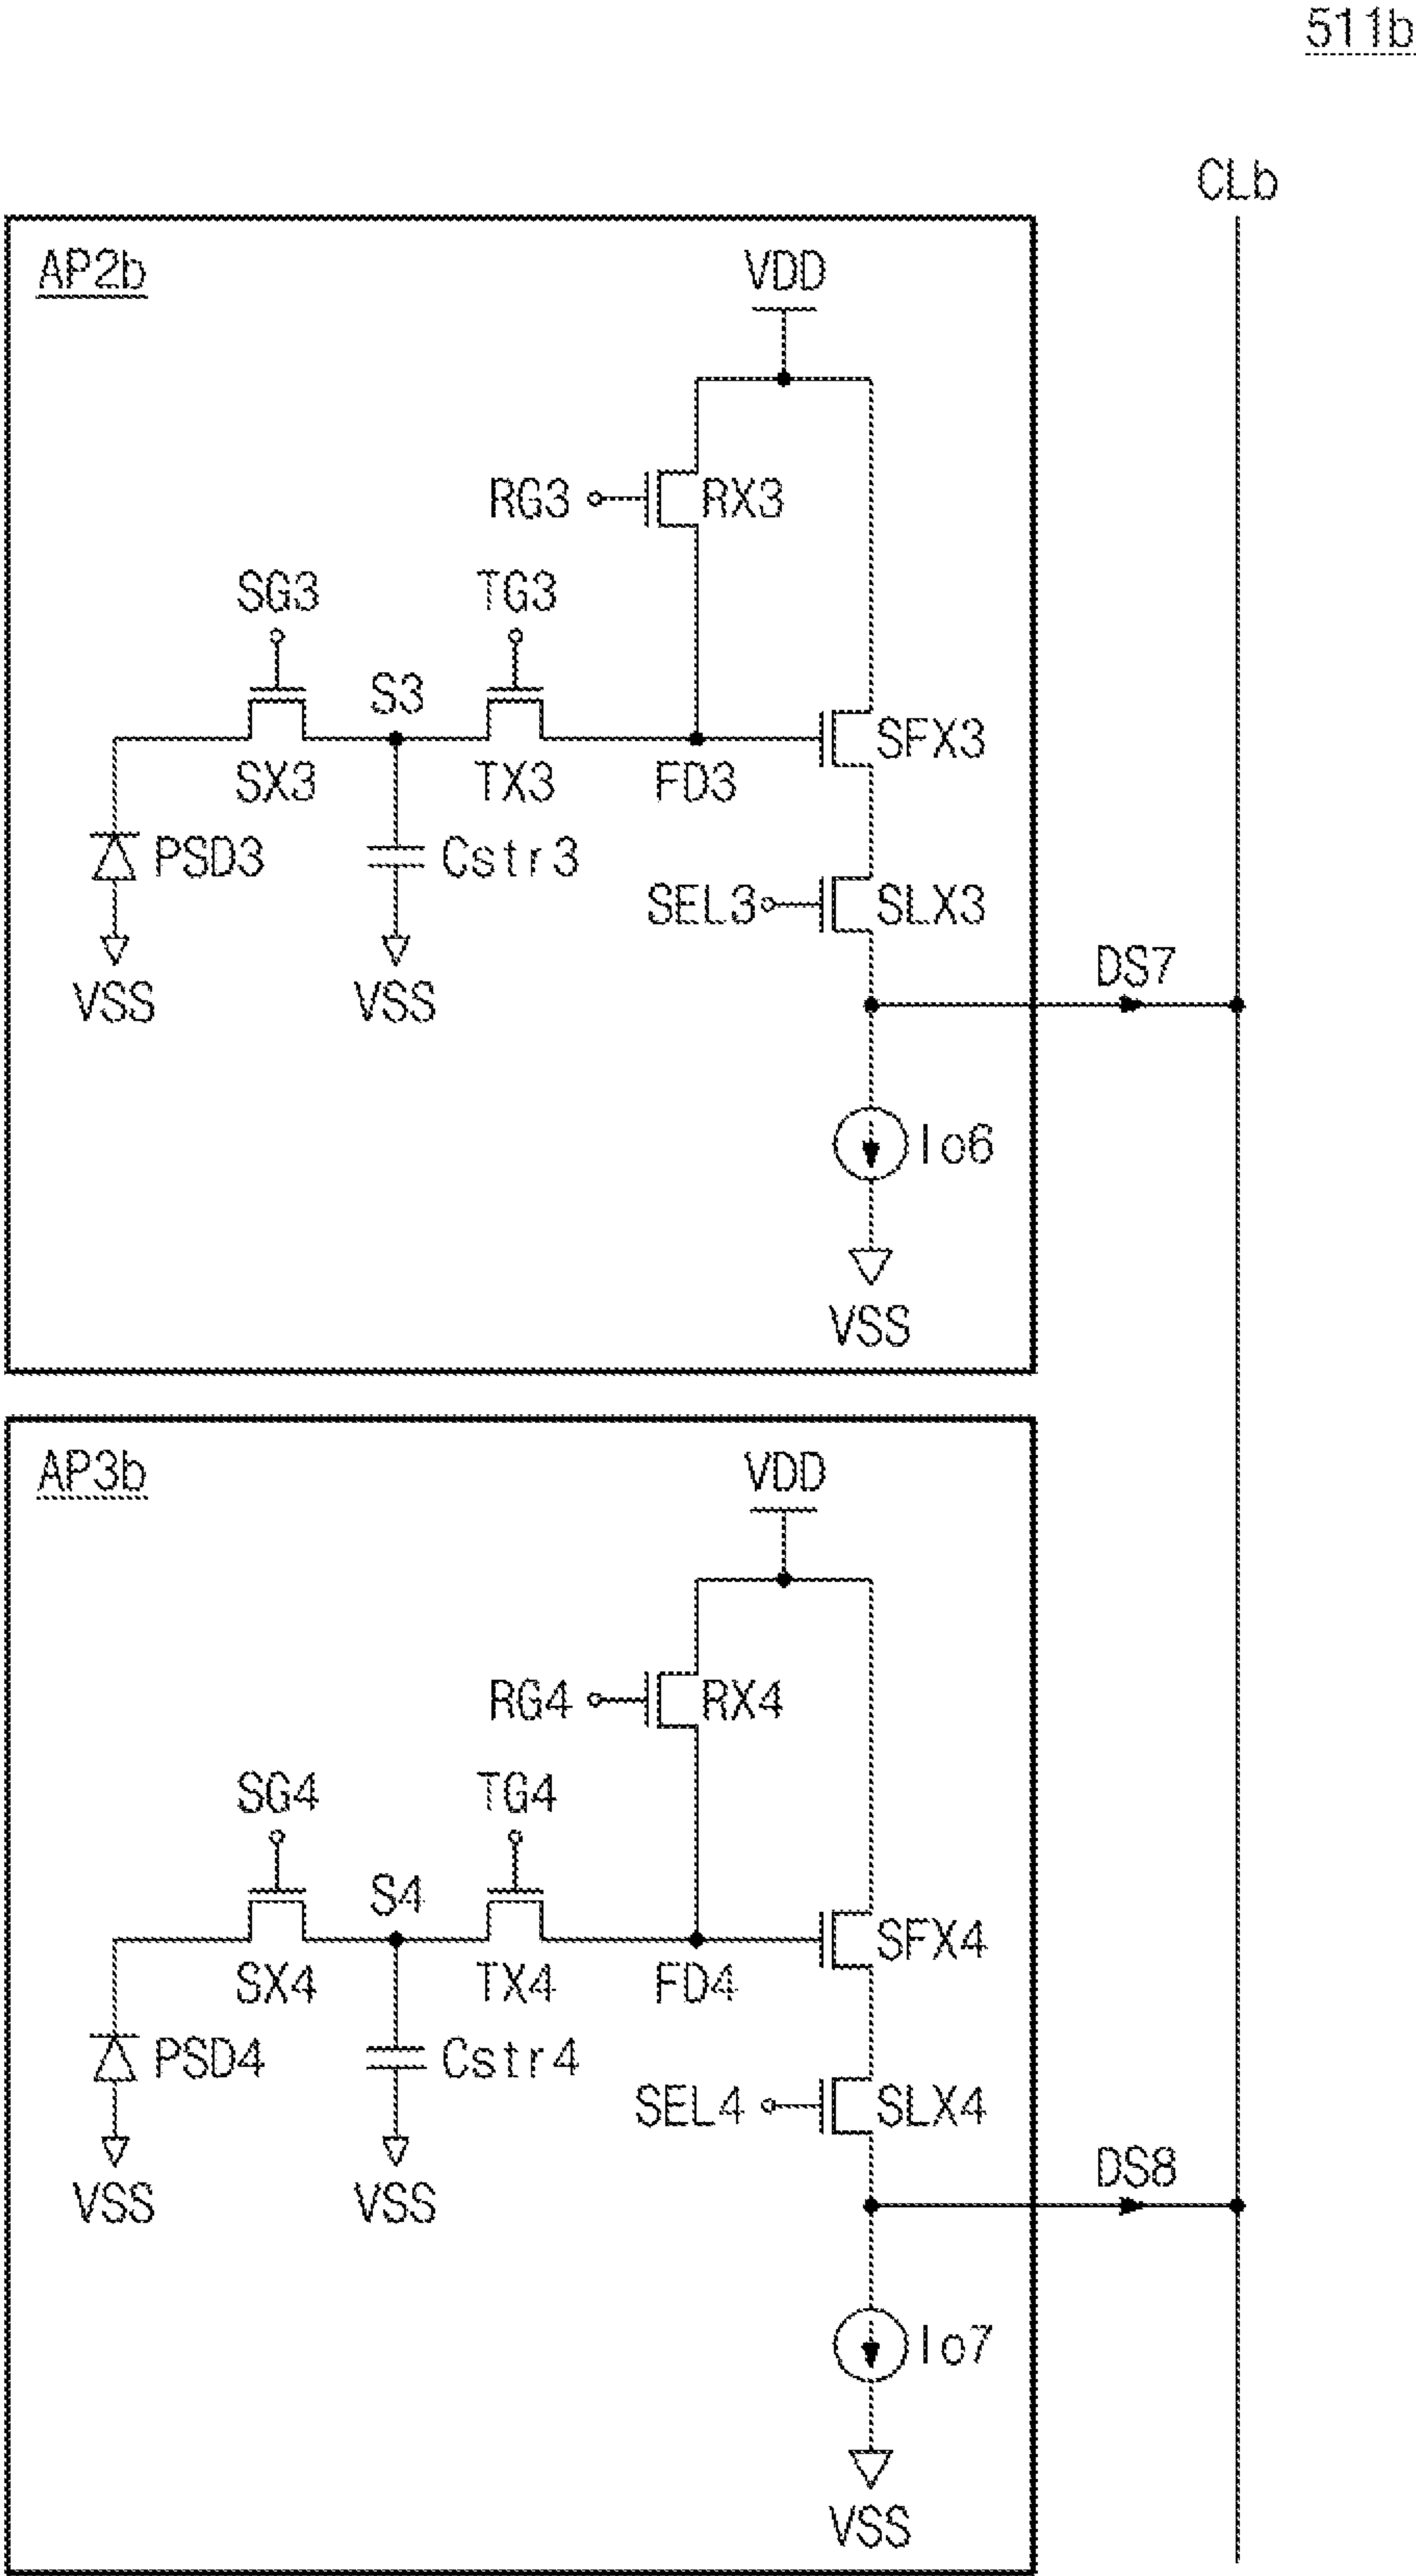 511b
CLb
AP2b
VDD
RG3
RX3
SG3
TG3
S3
SFX3
SX3
TX3
FD3
PSD3
Cstr3
SEL3
SLX3
DS7
VSS
VSS
Io6
VSS
AP3b
VDD
RG4
RX4
SG4
TG4
S4
SFX4
SX4
TX4
FD4
PSD4
Cstr4
SEL4
SLX4
DS8
VSS
VSS
Io7
VSS